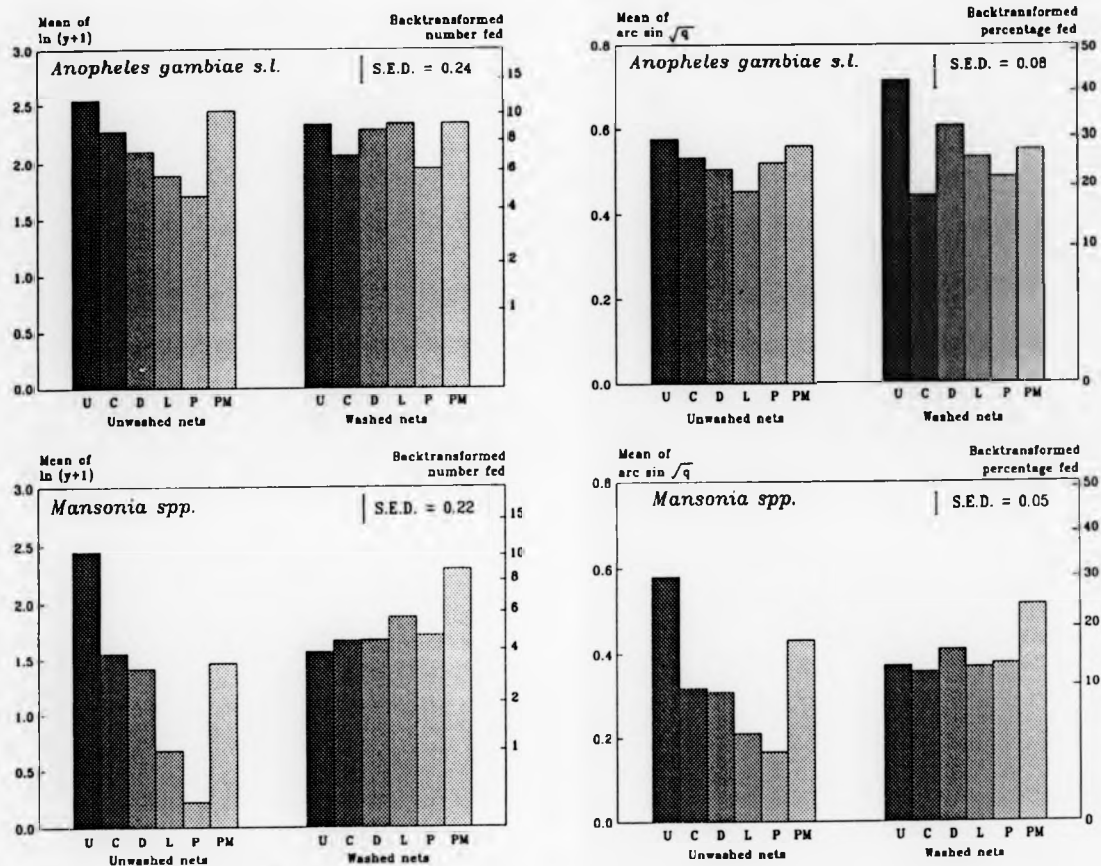 Mean of
ln (y+1)
Backtransformed
number fed
3.0
2.5
2.0
1.5
1.0
0.5
0.0
Anopheles gambiae s.l.
S.E.D. = 0.24
15
10
8
6
4
2
1
U C D L P PM
U C D L P PM
Unwashed nets
Washed nets
Mean of
arc sin √q
Backtransformed
percentage fed
0.8
0.6
0.4
0.2
0.0
Anopheles gambiae s.l.
S.E.D. = 0.08
50
40
30
20
10
0
U C D L P PM
U C D L P PM
Unwashed nets
Washed nets
Mean of
ln (y+1)
Backtransformed
number fed
3.0
2.5
2.0
1.5
1.0
0.5
0.0
Mansonia spp.
S.E.D. = 0.22
15
10
8
6
4
2
1
U C D L P PM
U C D L P PM
Unwashed nets
Washed nets
Mean of
arc sin √q
Backtransformed
percentage fed
0.8
0.6
0.4
0.2
0.0
Mansonia spp.
S.E.D. = 0.05
50
40
30
20
10
0
U C D L P PM
U C D L P PM
Unwashed nets
Washed nets